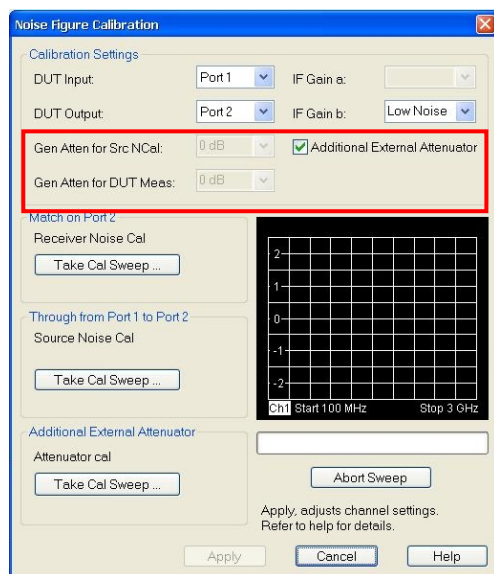 Noise Figure Calibration
Calibration Settings
DUT Input: Port 1 IF Gain a:
DUT Output: Port 2 IF Gain b: Low Noise
Gen Atten for Src NCal: 0 dB Additional External Attenuator
Gen Atten for DUT Meas: 0 dB
Match on Port 2
Receiver Noise Cal
Take Cal Sweep ...
Through from Port 1 to Port 2
Source Noise Cal
Take Cal Sweep ...
Additional External Attenuator
Attenuator cal
Take Cal Sweep ...
2
1
0
-1
-2
Ch1 Start 100 MHz Stop 3 GHz
Abort Sweep
Apply, adjusts channel settings.
Refer to help for details.
Apply Cancel Help